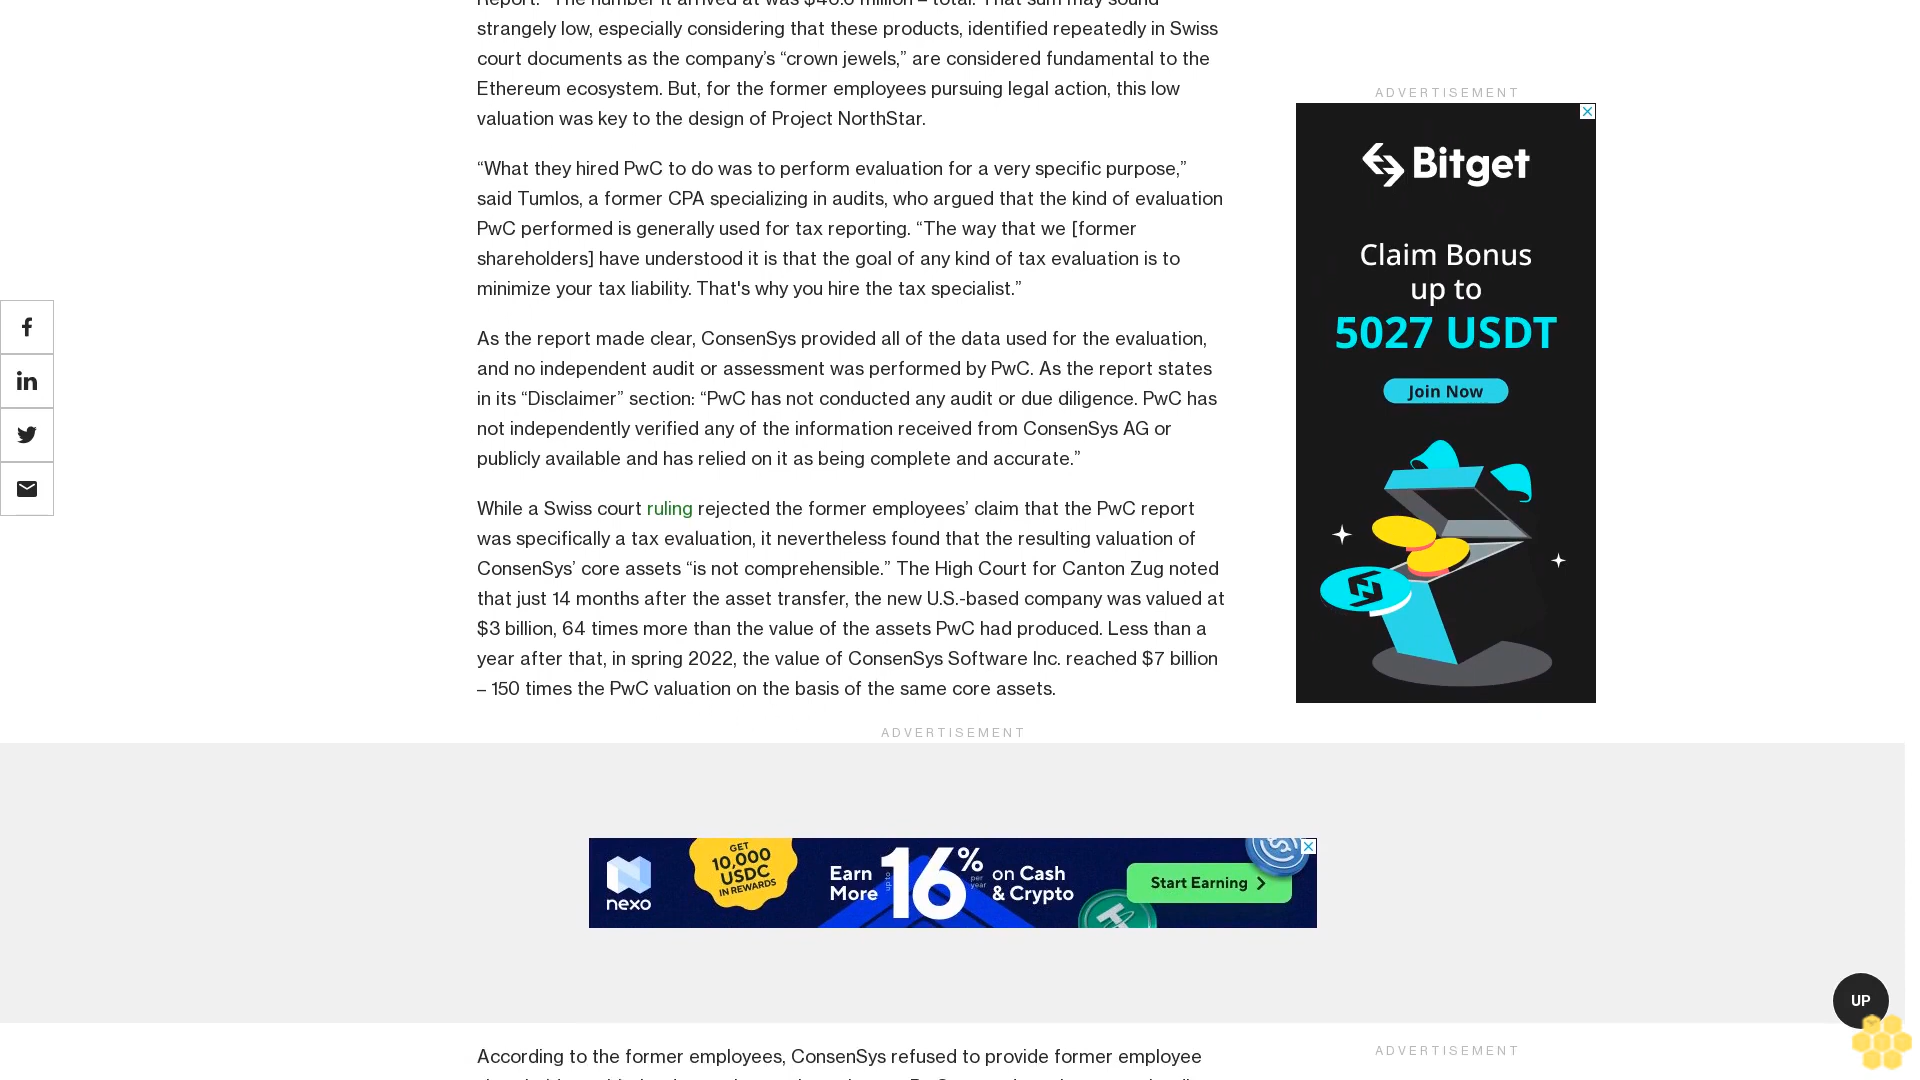 strangely low, especially considering that these products, identified repeatedly in Swiss
court documents as the company’s “crown jewels,” are considered fundamental to the
Ethereum ecosystem. But, for the former employees pursuing legal action, this low
valuation was key to the design of Project NorthStar.
“What they hired PwC to do was to perform evaluation for a very specific purpose,”
said Tumlos, a former CPA specializing in audits, who argued that the kind of evaluation
PwC performed is generally used for tax reporting. “The way that we [former
shareholders] have understood it is that the goal of any kind of tax evaluation is to
minimize your tax liability. That's why you hire the tax specialist.”
As the report made clear, ConsenSys provided all of the data used for the evaluation,
and no independent audit or assessment was performed by PwC. As the report states
in its “Disclaimer” section: “PwC has not conducted any audit or due diligence. PwC has
not independently verified any of the information received from ConsenSys AG or
publicly available and has relied on it as being complete and accurate.”
While a Swiss court ruling rejected the former employees’ claim that the PwC report
was specifically a tax evaluation, it nevertheless found that the resulting valuation of
ConsenSys’ core assets “is not comprehensible.” The High Court for Canton Zug noted
that just 14 months after the asset transfer, the new U.S.-based company was valued at
$3 billion, 64 times more than the value of the assets PwC had produced. Less than a
year after that, in spring 2022, the value of ConsenSys Software Inc. reached $7 billion
– 150 times the PwC valuation on the basis of the same core assets.
ADVERTISEMENT
Bitget
Claim Bonus
up to
5027 USDT
Join Now
ADVERTISEMENT
nexo
GET
10,000
USDC
IN REWARDS
Earn
More
up to
16%
per
year
on Cash
& Crypto
Start Earning
UP
According to the former employees, ConsenSys refused to provide former employee
ADVERTISEMENT